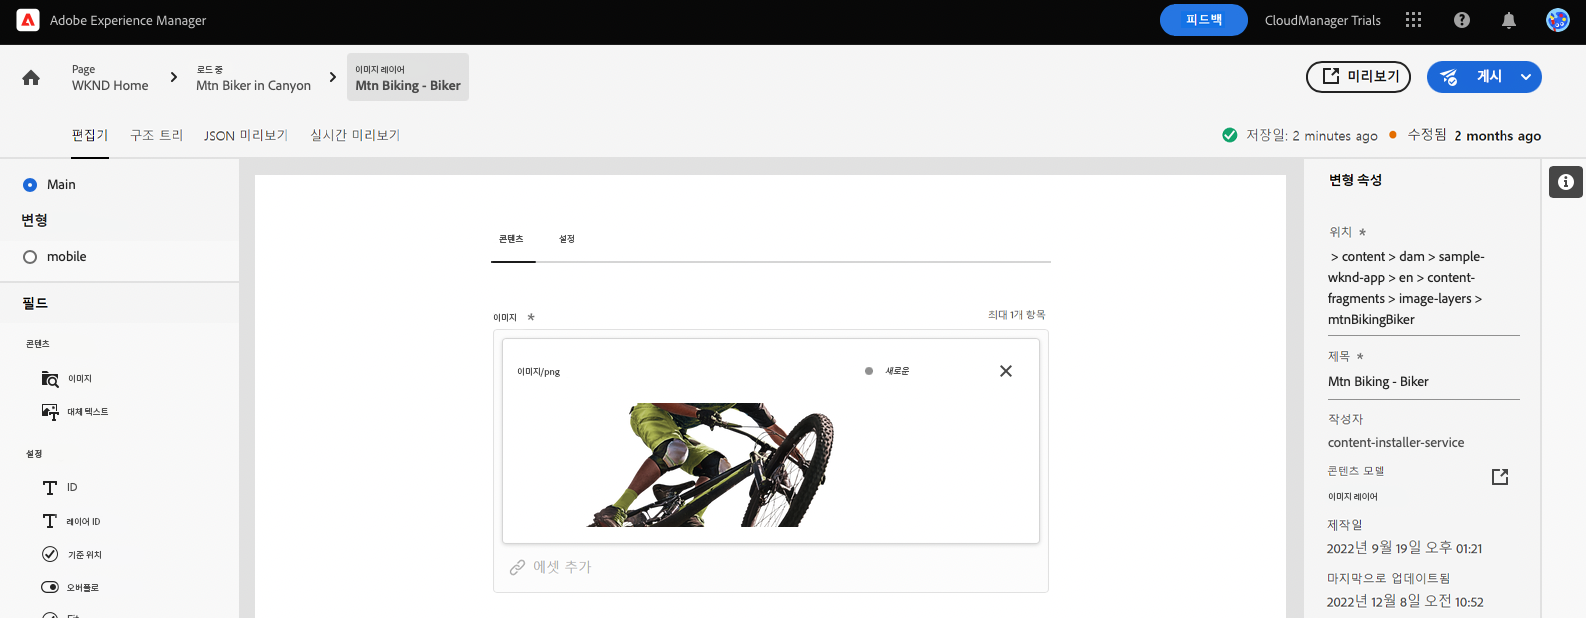 Adobe Experience Manager
피드백
CloudManager Trials
Page
WKND Home
로드 중
Mtn Biker in Canyon
이미지 레이어
Mtn Biking - Biker
미리보기
게시
편집기
구조 트리
JSON 미리보기
실시간 미리보기
저장일: 2 minutes ago
수정됨 2 months ago
Main
변형
mobile
필드
콘텐츠
이미지
대체 텍스트
설정
ID
레이어 ID
기준 위치
오버플로
콘텐츠
설정
이미지 *
최대 1개 항목
이미지/png
새로운
에셋 추가
변형 속성
위치 *
> content > dam > sample-
wknd-app > en > content-
fragments > image-layers >
mtnBikingBiker
제목 *
Mtn Biking - Biker
작성자
content-installer-service
콘텐츠 모델
이미지 레이어
제작일
2022년 9월 19일 오후 01:21
마지막으로 업데이트됨
2022년 12월 8일 오전 10:52